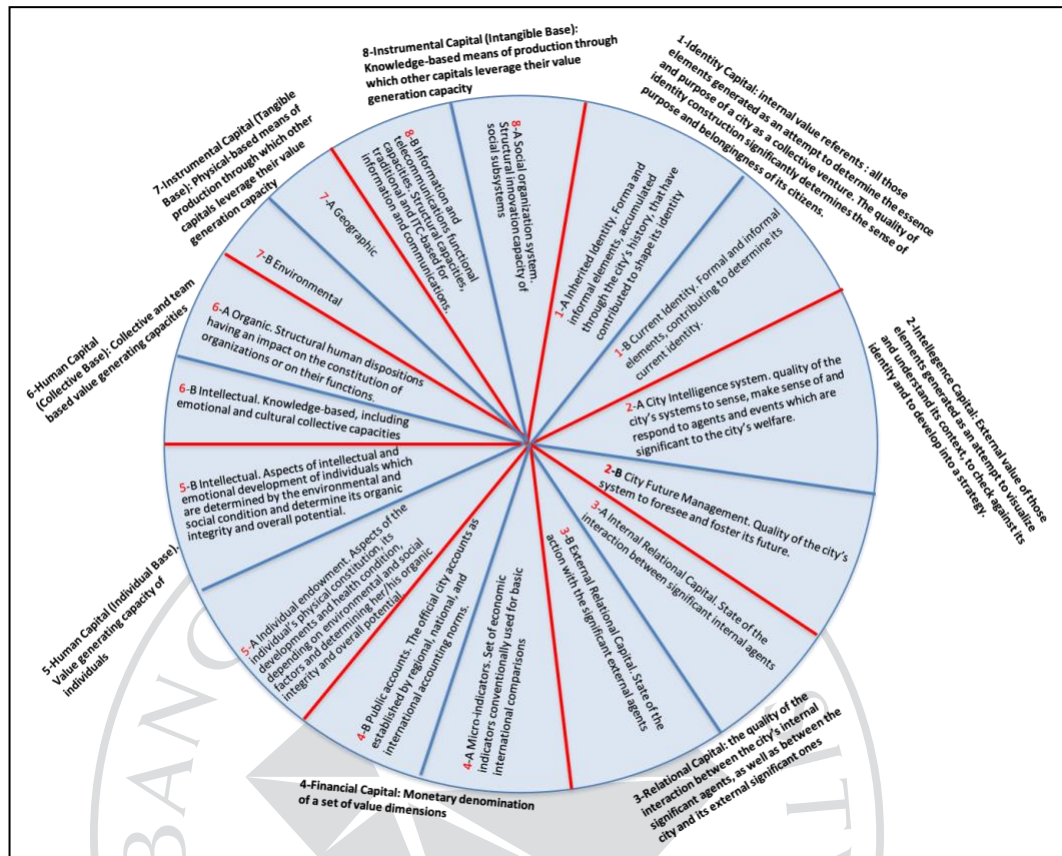 1-Identity Capital: internal value referents : all those
elements generated as an attempt to determine the essence
and purpose of a city as a collective venture. The quality of
identity construction significantly determines the sense of
purpose and belongingness of its citizens.
1-A Inherited Identity. Forma and
informal elements, accumulated
through the city's history, that have
contributed to shape its identity
1-B Current Identity. Formal and informal
elements, contributing to determine its
current identity.
2-Intellegence Capital: External value of those
elements generated as an attempt to visualize
and understand its context, to check against its
identity and to develop into a strategy.
2-A City Intelligence system. quality of the
city's systems to sense, make sense of and
respond to agents and events which are
significant to the city's welfare.
2-B City Future Management. Quality of the city's
system to foresee and foster its future.
3-Relational Capital: the quality of the
interaction between the city's internal
significant agents, as well as between the
city and its external significant ones
3-A Internal Relational Capital. State of the
interaction between significant internal agents
3-B External Relational Capital. State of the
action with the significant external agents
4-Financial Capital: Monetary denomination
of a set of value dimensions
4-A Micro-indicators. Set of economic
indicators conventionally used for basic
international comparisons
4-B Public accounts. The official city accounts as
established by regional, national, and
international accounting norms.
5-Human Capital (Individual Base).
Value generating capacity of
individuals
5-A Individual endowment. Aspects of the
individual's physical constitution, its
developments and health condition,
depending on environmental and social
factors and determining her/his organic
integrity and overall potential
5-B Intellectual. Aspects of intellectual and
emotional development of individuals which
are determined by the environmental and
social condition and determine its organic
integrity and overall potential.
6-Human Capital
(Collective Base): Collective and team
based value generating capacities
6-B Intellectual. Knowledge-based, including
emotional and cultural collective capacities
6-A Organic. Structural human dispositions
having an impact on the constitution of
organizations or on their functions.
7-Instrumental Capital (Tangible
Base): Physical-based means of
production through which other
capitals leverage their value
generation capacity
7-B Environmental
7-A Geographic
8-Instrumental Capital (Intangible Base):
Knowledge-based means of production through
which other capitals leverage their value
generation capacity
8-B Information and
telecommunications functional
capacities. Structural capacities,
traditional and ITC-based for
information and communications.
8-A Social organization system.
Structural innovation capacity of
social subsystems